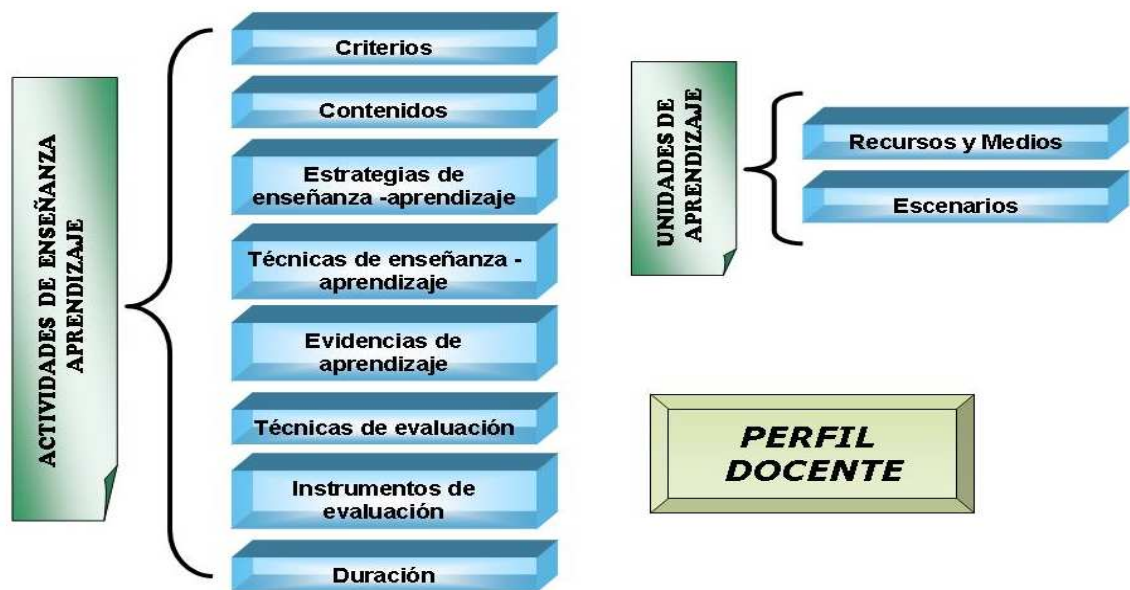 ACTIVIDADES DE ENSEÑANZA
APRENDIZAJE
Criterios
Contenidos
Estrategias de
enseñanza -aprendizaje
Técnicas de enseñanza -
aprendizaje
Evidencias de
aprendizaje
Técnicas de evaluación
Instrumentos de
evaluación
Duración
UNIDADES DE
APRENDIZAJE
Recursos y Medios
Escenarios
PERFIL
DOCENTE